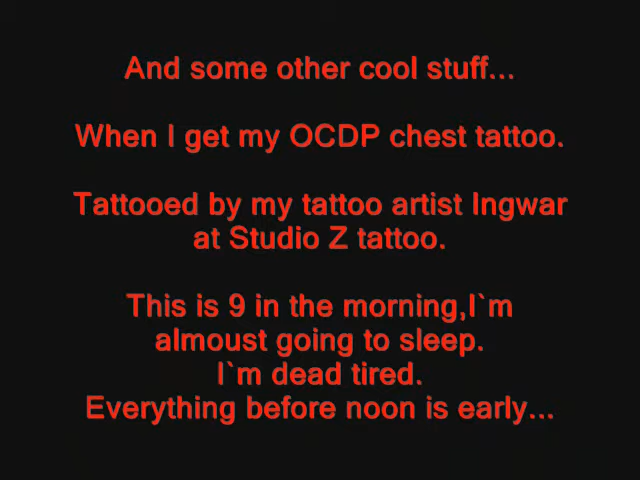 And some other cool stuff...
When I get my OCDP chest tattoo.
Tattooed by my tattoo artist Ingwar
at Studio Z tattoo.
This is 9 in the morning,I`m
almoust going to sleep.
I`m dead tired.
Everything before noon is early...